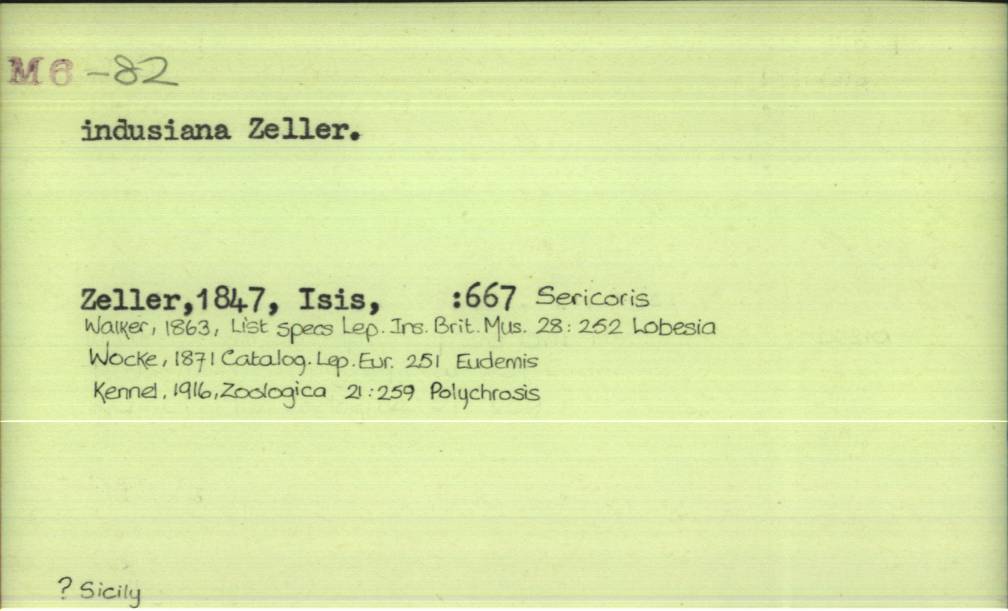 M6 -82
indusiana Zeller.
Zeller,1847, Isis, :667 Sericoris
Walker, 1863, List specs Lep. Ins. Brit. Mus. 28: 252 Lobesia
Wocke, 1871 Catalog. Lep. Eur. 251 Eudemis
Kennel, 1916, Zoologica 21:259 Polychrosis
? Sicily